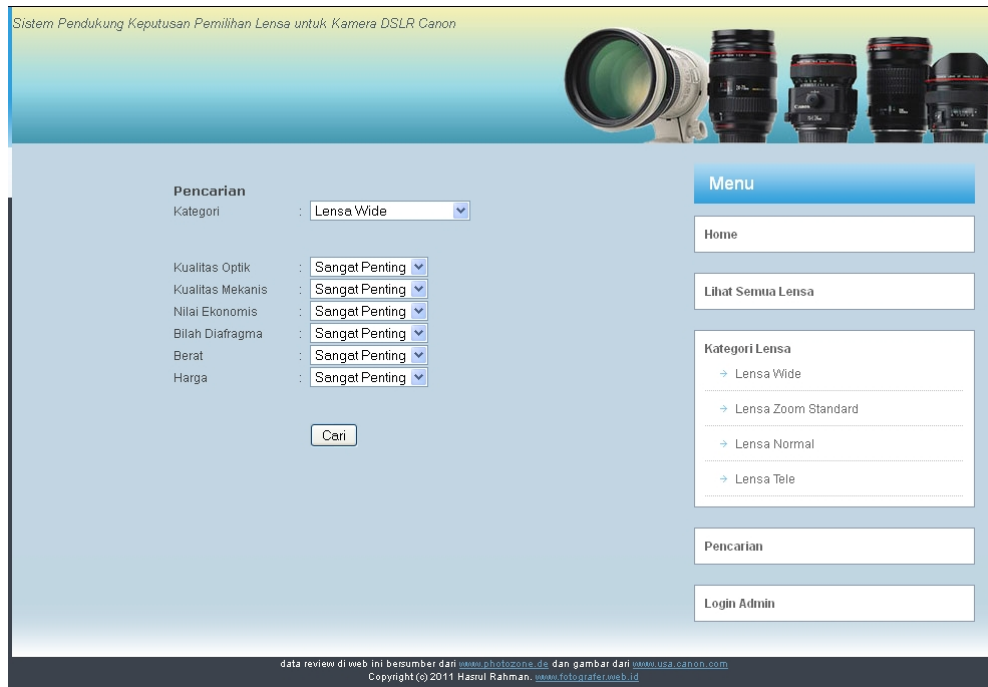 Sistem Pendukung Keputusan Pemilihan Lensa untuk Kamera DSLR Canon
Pencarian
Kategori : Lensa Wide
Kualitas Optik : Sangat Penting
Kualitas Mekanis : Sangat Penting
Nilai Ekonomis : Sangat Penting
Bilah Diafragma : Sangat Penting
Berat : Sangat Penting
Harga : Sangat Penting
Cari
Menu
Home
Lihat Semua Lensa
Kategori Lensa
Lensa Wide
Lensa Zoom Standard
Lensa Normal
Lensa Tele
Pencarian
Login Admin
data review di web ini bersumber dari www.photozone.de dan gambar dari www.usa.canon.com
Copyright (c) 2011 Hasrul Rahman. www.fotografer.web.id